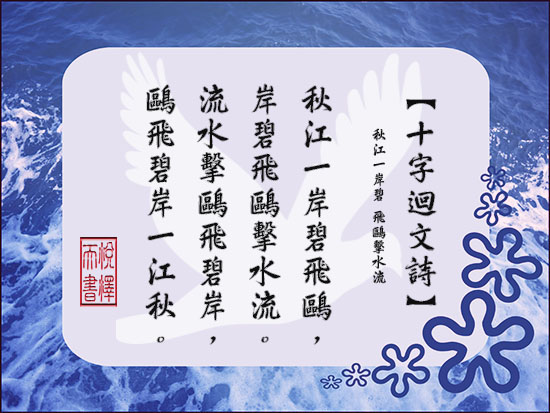 【十字迴文詩】
秋江一岸碧 飛鷗擊水流
秋江一岸碧飛鷗，
岸碧飛鷗擊水流。
流水擊鷗飛碧岸，
鷗飛碧岸一江秋。
悅澤
雨書